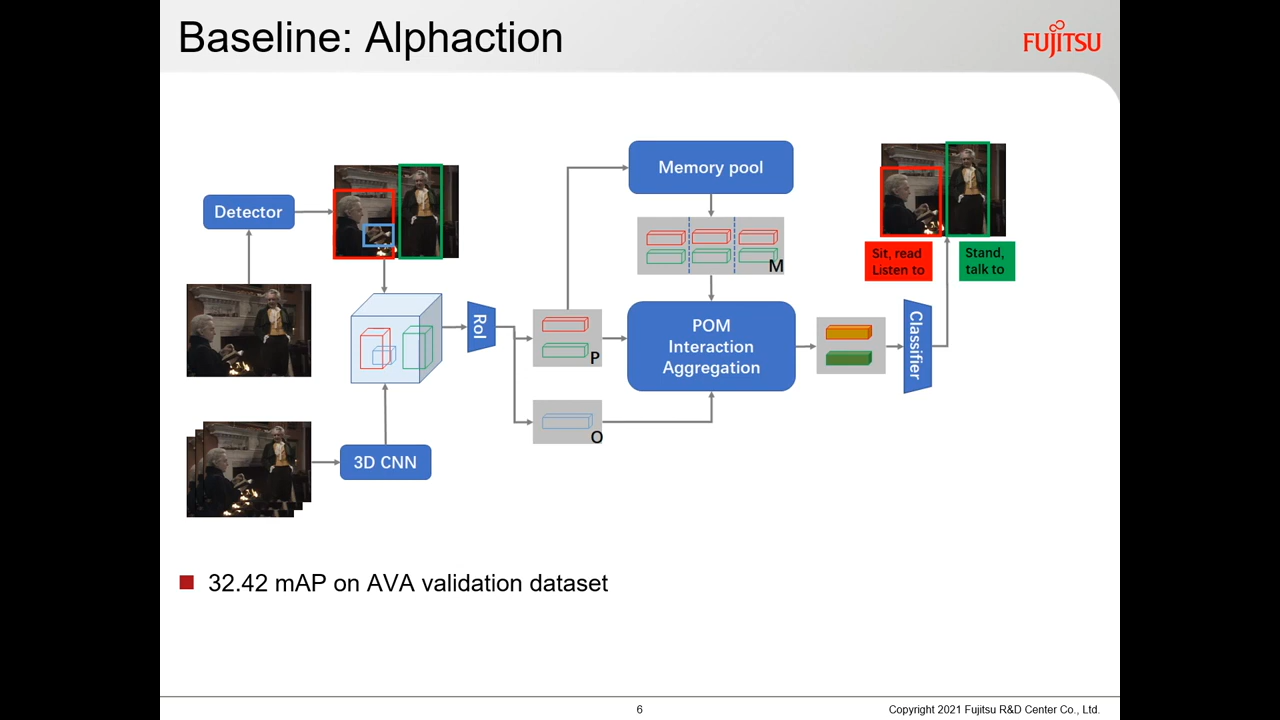 Baseline: Alphaction
FUJITSU
Memory pool
Detector
M
Sit, read
Listen to
Stand,
talk to
RoI
P
POM
Interaction
Aggregation
Classifier
O
3D CNN
32.42 mAP on AVA validation dataset
6
Copyright 2021 Fujitsu R&D Center Co., Ltd.